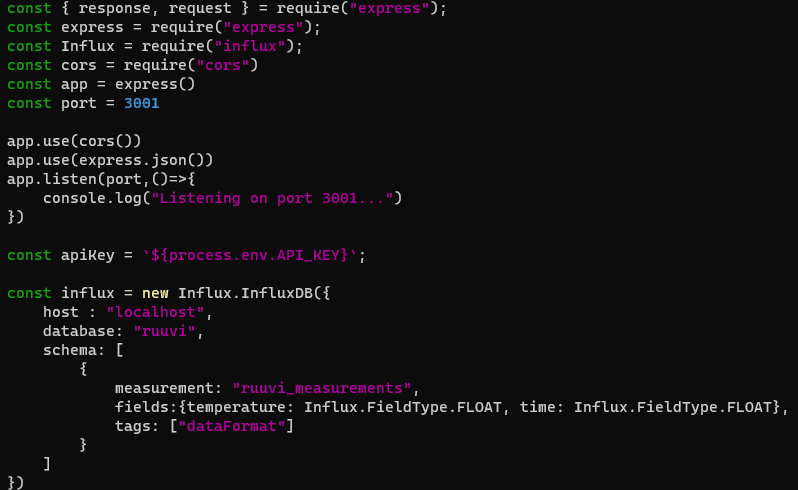 const { response, request } = require("express");
const express = require("express");
const Influx = require("influx");
const cors = require("cors")
const app = express()
const port = 3001

app.use(cors())
app.use(express.json())
app.listen(port,()=>{
    console.log("Listening on port 3001...")
})

const apiKey = `${process.env.API_KEY}`;

const influx = new Influx.InfluxDB({
    host : "localhost",
    database: "ruuvi",
    schema: [
        {
            measurement: "ruuvi_measurements",
            fields:{temperature: Influx.FieldType.FLOAT, time: Influx.FieldType.FLOAT},
            tags: ["dataFormat"]
        }
    ]
})